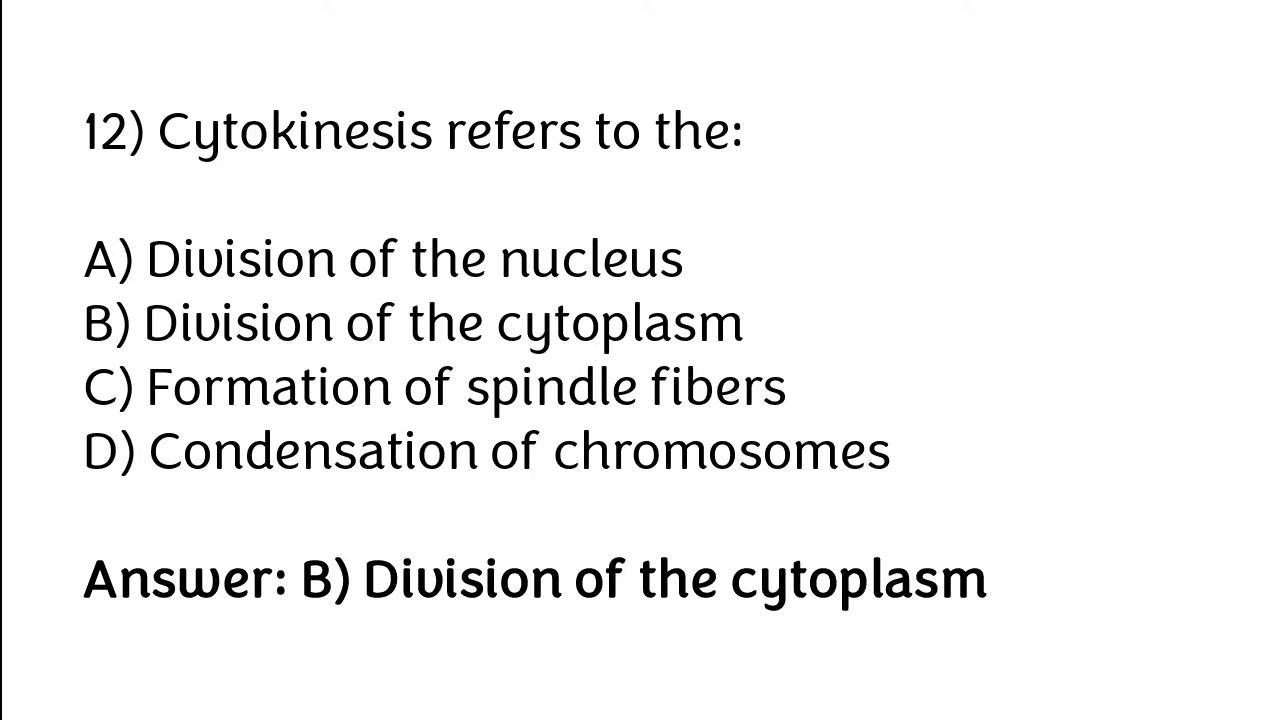 12) Cytokinesis refers to the:
A) Division of the nucleus
B) Division of the cytoplasm
C) Formation of spindle fibers
D) Condensation of chromosomes
Answer: B) Division of the cytoplasm